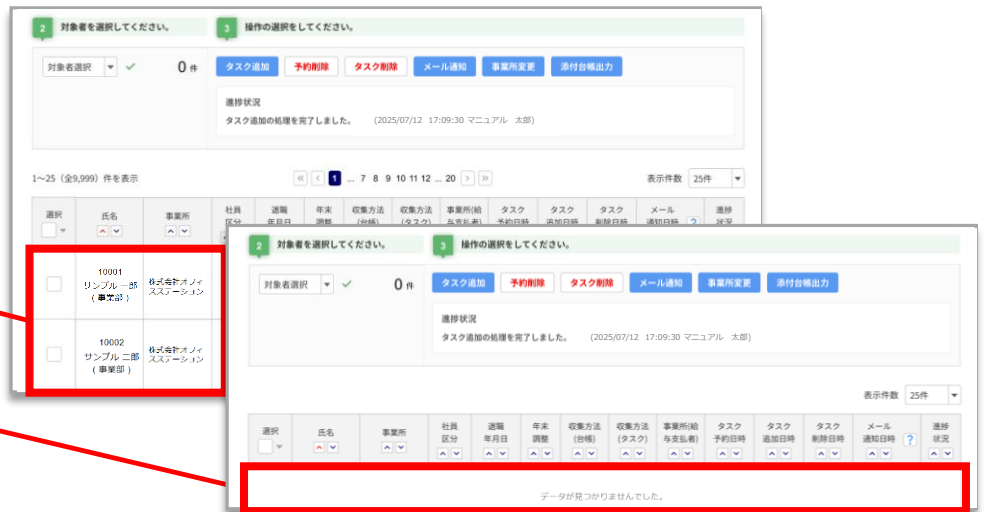 2 対象者を選択してください。 3 操作の選択をしてください。
対象者選択 0 件 タスク追加 予約削除 タスク削除 メール通知 事業所変更 添付台帳出力
進捗状況
タスク追加の処理を完了しました。 (2025/07/12 17:09:30 マニュアル 太郎)
1～25（全9,999）件を表示 « ‹ 1 ... 7 8 9 10 11 12 ... 20 › » 表示件数 25件
選択 氏名 事業所 社員区分 退職年月日 年末調整 収集方法(台帳) 収集方法(タスク) 事業所(給与支払者) タスク予約日時 タスク追加日時 タスク削除日時 メール通知日時 ? 進捗状況
10001
リンプル 一郎
（事業部）
株式会社オフィ
スステーション
10002
サンプル 二郎
（事業部）
株式会社オフィ
スステーション
2 対象者を選択してください。 3 操作の選択をしてください。
対象者選択 0 件 タスク追加 予約削除 タスク削除 メール通知 事業所変更 添付台帳出力
進捗状況
タスク追加の処理を完了しました。 (2025/07/12 17:09:30 マニュアル 太郎)
表示件数 25件
選択 氏名 事業所 社員区分 退職年月日 年末調整 収集方法(台帳) 収集方法(タスク) 事業所(給与支払者) タスク予約日時 タスク追加日時 タスク削除日時 メール通知日時 ? 進捗状況
データが見つかりませんでした。